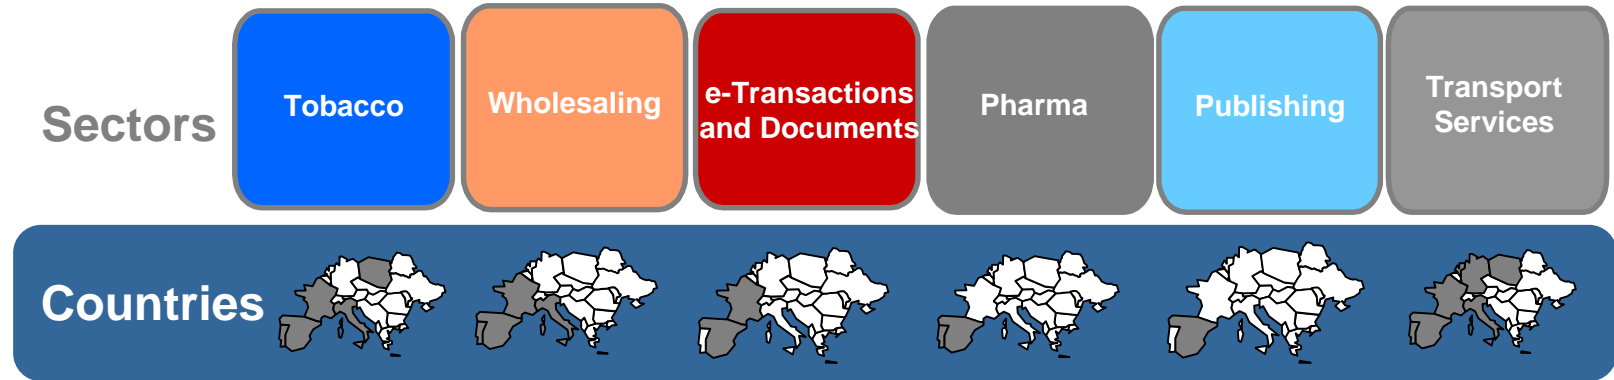 Sectors
Tobacco
Wholesaling
e-Transactions
and Documents
Pharma
Publishing
Transport
Services
Countries